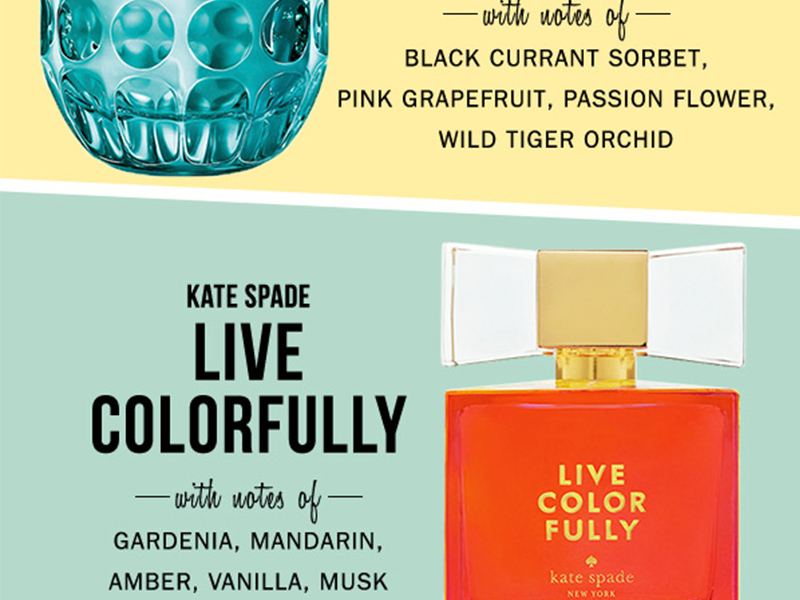 with notes of
BLACK CURRANT SORBET,
PINK GRAPEFRUIT, PASSION FLOWER,
WILD TIGER ORCHID
KATE SPADE
LIVE
COLORFULLY
with notes of
GARDENIA, MANDARIN,
AMBER, VANILLA, MUSK
LIVE
COLOR
FULLY
kate spade
NEW YORK